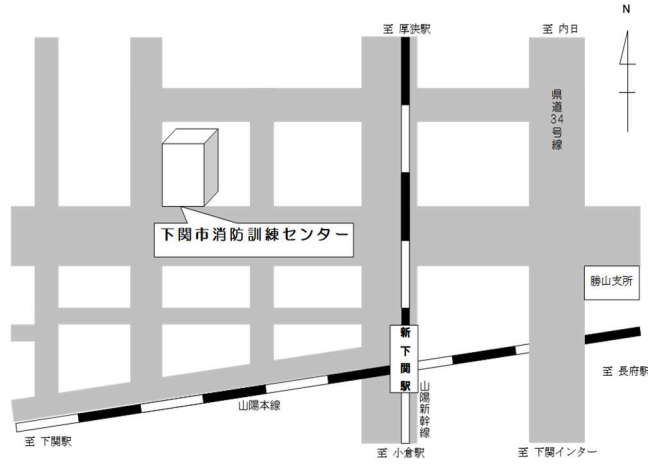 N
至 厚狭駅
至 内日
県道34号線
下関市消防訓練センター
勝山支所
新下関駅
至 長府駅
山陽本線
山陽新幹線
至 下関駅
至 小倉駅
至 下関インター